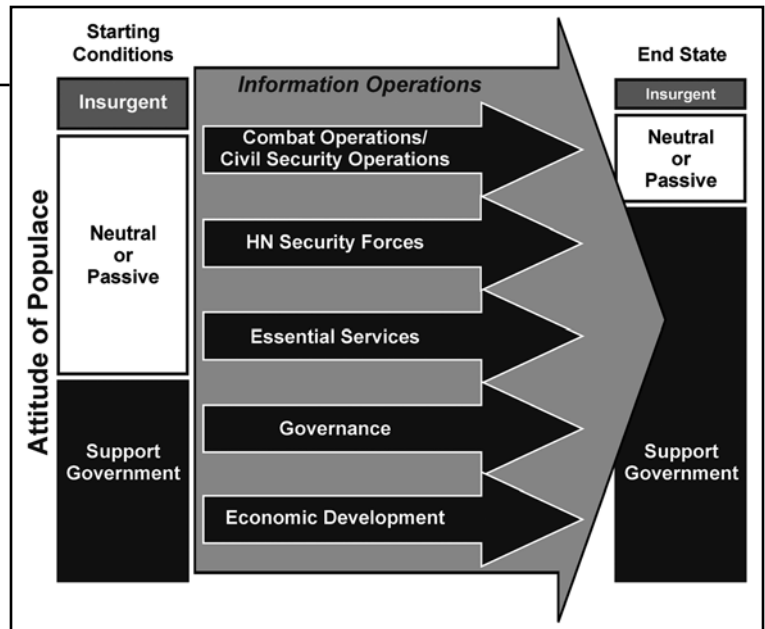 Starting
Conditions
End State
Attitude of Populace
Insurgent
Neutral
or
Passive
Support
Government
Information Operations
Combat Operations/
Civil Security Operations
HN Security Forces
Essential Services
Governance
Economic Development
Insurgent
Neutral
or
Passive
Support
Government